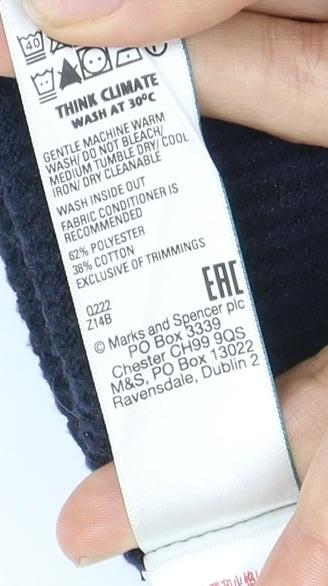 40
THINK CLIMATE
WASH AT 30°C
GENTLE MACHINE WARM
WASH/ DO NOT BLEACH/
MEDIUM TUMBLE DRY/ COOL
IRON/ DRY CLEANABLE
WASH INSIDE OUT
FABRIC CONDITIONER IS
RECOMMENDED
62% POLYESTER
38% COTTON
EXCLUSIVE OF TRIMMINGS
EAC
0222
Z14B
© Marks and Spencer plc
PO Box 3339
Chester CH99 9QS
M&S, PO Box 13022
Ravensdale, Dublin 2